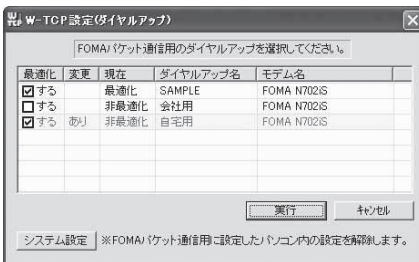 W-TCP設定(ダイヤルアップ)
FOMAパケット通信用のダイヤルアップを選択してください。
最適化 変更 現在 ダイヤルアップ名 モデム名
する 最適化 SAMPLE FOMA N702iS
する 非最適化 会社用 FOMA N702iS
する あり 非最適化 自宅用 FOMA N702iS
実行 キャンセル
システム設定 ※FOMAパケット通信用に設定したパソコン内の設定を解除します。